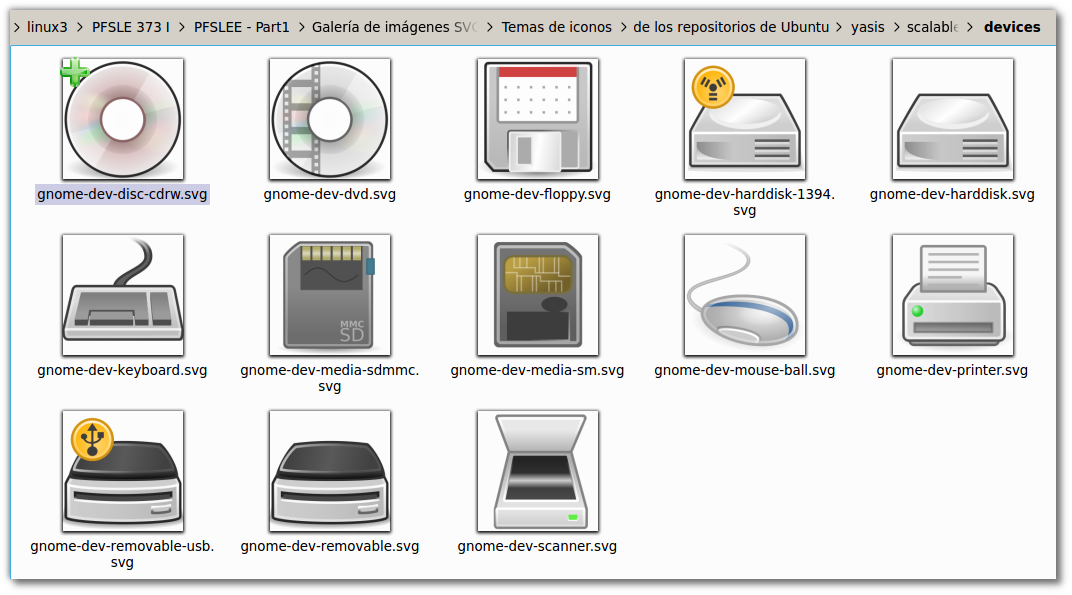 linux3 > PFSLE 373 I > PFSLEE - Part1 > Galería de imágenes SVG > Temas de iconos > de los repositorios de Ubuntu > yasis > scalable > devices
gnome-dev-disc-cdrw.svg
gnome-dev-dvd.svg
gnome-dev-floppy.svg
gnome-dev-harddisk-1394.
svg
gnome-dev-harddisk.svg
MMC
SD
gnome-dev-keyboard.svg
gnome-dev-media-sdmmc.
svg
gnome-dev-media-sm.svg
gnome-dev-mouse-ball.svg
gnome-dev-printer.svg
gnome-dev-removable-usb.
svg
gnome-dev-removable.svg
gnome-dev-scanner.svg